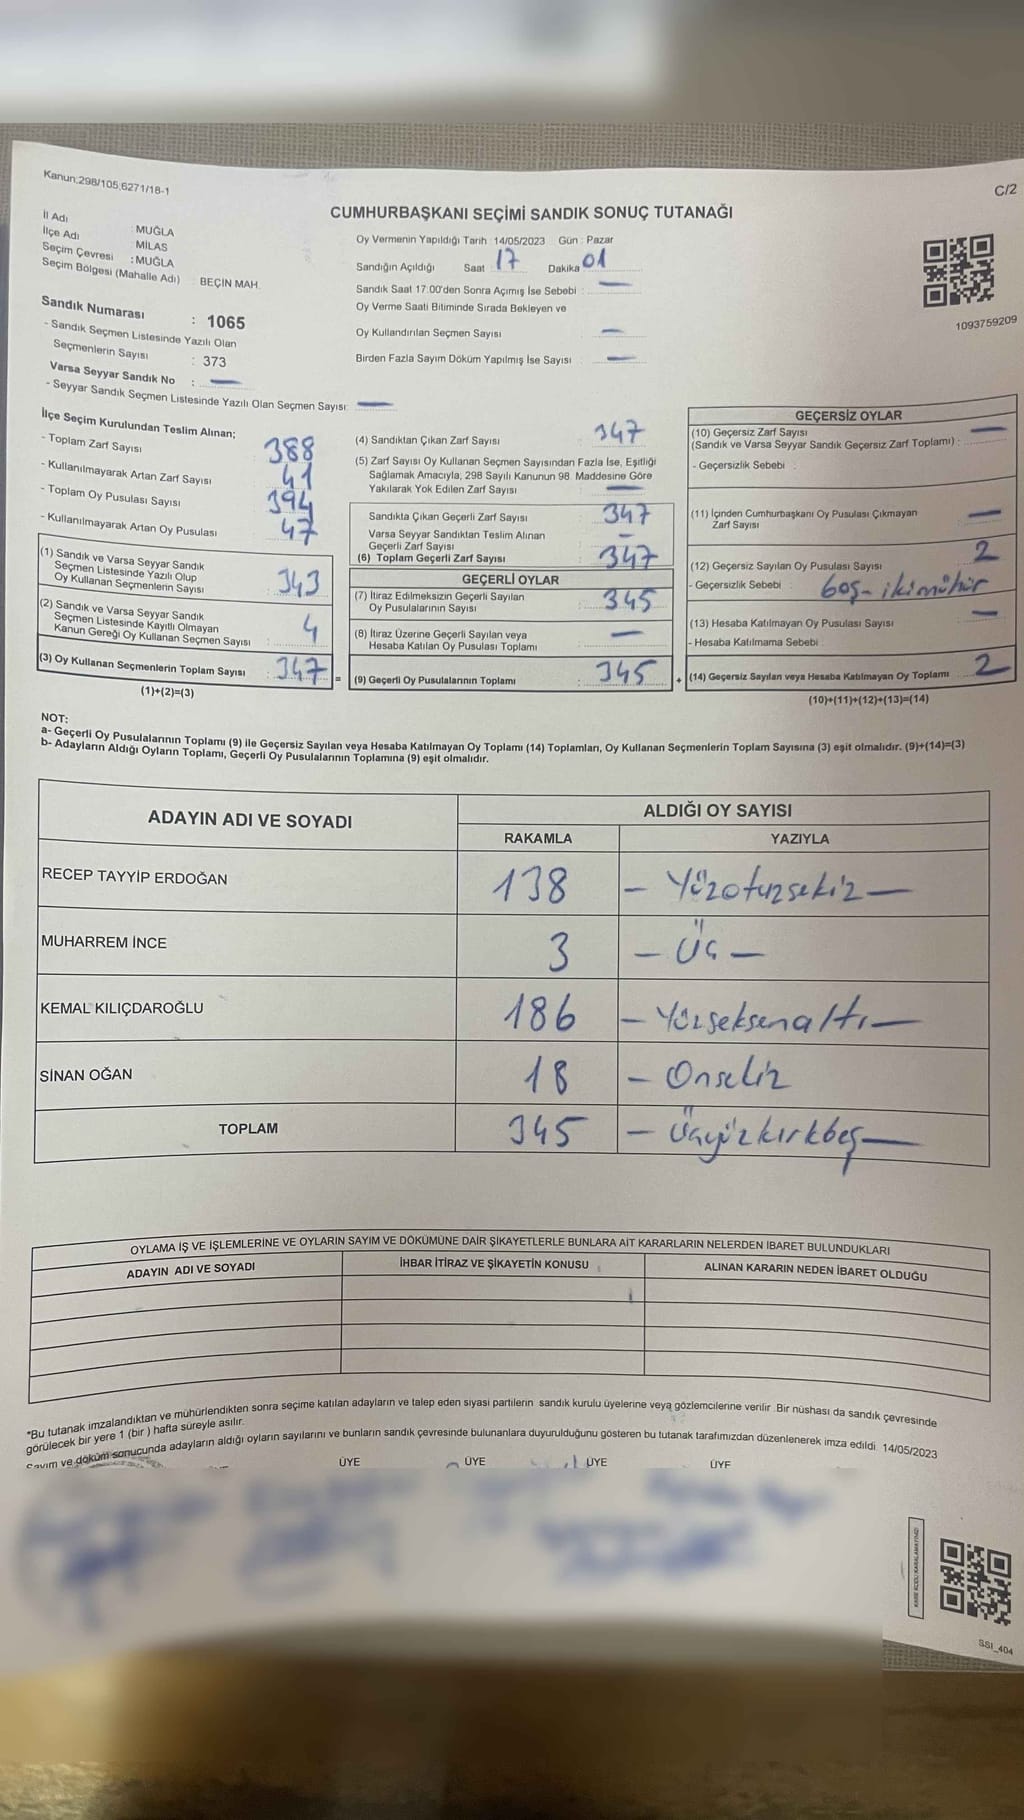 Kanun:298/105,6271/18-1
C/2
CUMHURBAŞKANI SEÇİMİ SANDIK SONUÇ TUTANAĞI
İl Adı : MUĞLA
İlçe Adı : MİLAS
Seçim Çevresi : MUĞLA
Seçim Bölgesi (Mahalle Adı) : BEÇİN MAH.
Oy Vermenin Yapıldığı Tarih : 14/05/2023 Gün : Pazar
Sandığın Açıldığı Saat : 17 Dakika : 01
Sandık Saat 17:00'den Sonra Açımış İse Sebebi : —
Oy Verme Saati Bitiminde Sırada Bekleyen ve
Oy Kullandırılan Seçmen Sayısı : —
Birden Fazla Sayım Döküm Yapılmış İse Sayısı : —
1093759209
Sandık Numarası : 1065
- Sandık Seçmen Listesinde Yazılı Olan
Seçmenlerin Sayısı : 373
Varsa Seyyar Sandık No : —
- Seyyar Sandık Seçmen Listesinde Yazılı Olan Seçmen Sayısı: —
İlçe Seçim Kurulundan Teslim Alınan;
- Toplam Zarf Sayısı : 388
- Kullanılmayarak Artan Zarf Sayısı : 41
- Toplam Oy Pusulası Sayısı : 394
- Kullanılmayarak Artan Oy Pusulası : 47
(1) Sandık ve Varsa Seyyar Sandık
Seçmen Listesinde Yazılı Olup
Oy Kullanan Seçmenlerin Sayısı : 343
(2) Sandık ve Varsa Seyyar Sandık
Seçmen Listesinde Kayıtlı Olmayan
Kanun Gereği Oy Kullanan Seçmen Sayısı : 4
(3) Oy Kullanan Seçmenlerin Toplam Sayısı : 347 =
(1)+(2)=(3)
(4) Sandıktan Çıkan Zarf Sayısı : 347
(5) Zarf Sayısı Oy Kullanan Seçmen Sayısından Fazla İse, Eşitliği
Sağlamak Amacıyla; 298 Sayılı Kanunun 98. Maddesine Göre
Yakılarak Yok Edilen Zarf Sayısı : —
Sandıkta Çıkan Geçerli Zarf Sayısı : 347
Varsa Seyyar Sandıktan Teslim Alınan
Geçerli Zarf Sayısı : —
(6) Toplam Geçerli Zarf Sayısı : 347
GEÇERLİ OYLAR
(7) İtiraz Edilmeksizin Geçerli Sayılan
Oy Pusulalarının Sayısı : 345
(8) İtiraz Üzerine Geçerli Sayılan veya
Hesaba Katılan Oy Pusulası Toplamı : —
(9) Geçerli Oy Pusulalarının Toplamı : 345 +
GEÇERSİZ OYLAR
(10) Geçersiz Zarf Sayısı
(Sandık ve Varsa Seyyar Sandık Geçersiz Zarf Toplamı) : —
- Geçersizlik Sebebi :
(11) İçinden Cumhurbaşkanı Oy Pusulası Çıkmayan
Zarf Sayısı : —
(12) Geçersiz Sayılan Oy Pusulası Sayısı : 2
- Geçersizlik Sebebi : boş - iki mühür
(13) Hesaba Katılmayan Oy Pusulası Sayısı : —
- Hesaba Katılmama Sebebi :
(14) Geçersiz Sayılan veya Hesaba Katılmayan Oy Toplamı : 2
(10)+(11)+(12)+(13)=(14)
NOT:
a- Geçerli Oy Pusulalarının Toplamı (9) ile Geçersiz Sayılan veya Hesaba Katılmayan Oy Toplamı (14) Toplamları, Oy Kullanan Seçmenlerin Toplam Sayısına (3) eşit olmalıdır. (9)+(14)=(3)
b- Adayların Aldığı Oyların Toplamı, Geçerli Oy Pusulalarının Toplamına (9) eşit olmalıdır.
ADAYIN ADI VE SOYADI ALDIĞI OY SAYISI
RAKAMLA YAZIYLA
RECEP TAYYİP ERDOĞAN 138 — Yüzotuzsekiz —
MUHARREM İNCE 3 — Üç —
KEMAL KILIÇDAROĞLU 186 — Yüzseksenaltı —
SİNAN OĞAN 18 — Onsekiz
TOPLAM 345 — Üçyüzkırkbeş —
OYLAMA İŞ VE İŞLEMLERİNE VE OYLARIN SAYIM VE DÖKÜMÜNE DAİR ŞİKAYETLERLE BUNLARA AİT KARARLARIN NELERDEN İBARET BULUNDUKLARI
ADAYIN ADI VE SOYADI İHBAR İTİRAZ VE ŞİKAYETİN KONUSU ALINAN KARARIN NEDEN İBARET OLDUĞU
*Bu tutanak imzalandıktan ve mühürlendikten sonra seçime katılan adayların ve talep eden siyasi partilerin sandık kurulu üyelerine veya gözlemcilerine verilir. Bir nüshası da sandık çevresinde
görülecek bir yere 1 (bir ) hafta süreyle asılır.
Sayım ve döküm sonucunda adayların aldığı oyların sayılarını ve bunların sandık çevresinde bulunanlara duyurulduğunu gösteren bu tutanak tarafımızdan düzenlenerek imza edildi. 14/05/2023
ÜYE ÜYE ÜYE ÜYE
SSI_404